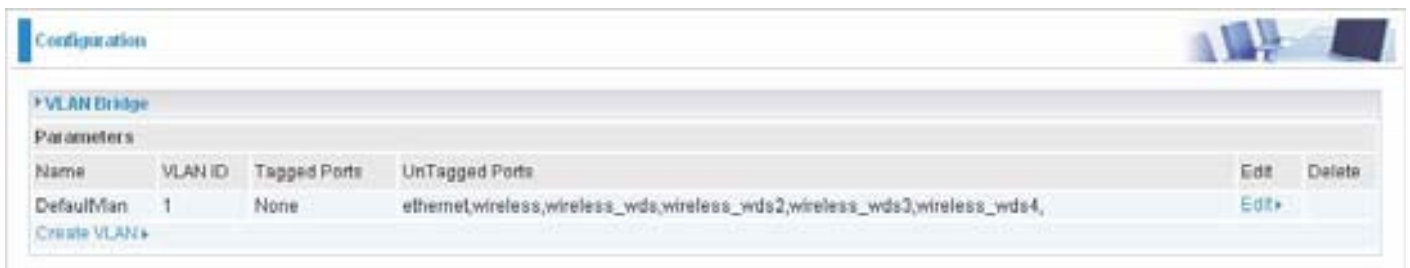 Configuration
VLAN Bridge
Parameters
Name VLAN ID Tagged Ports UnTagged Ports Edit Delete
DefaultVlan 1 None ethernet,wireless,wireless_wds,wireless_wds2,wireless_wds3,wireless_wds4, Edit
Create VLAN